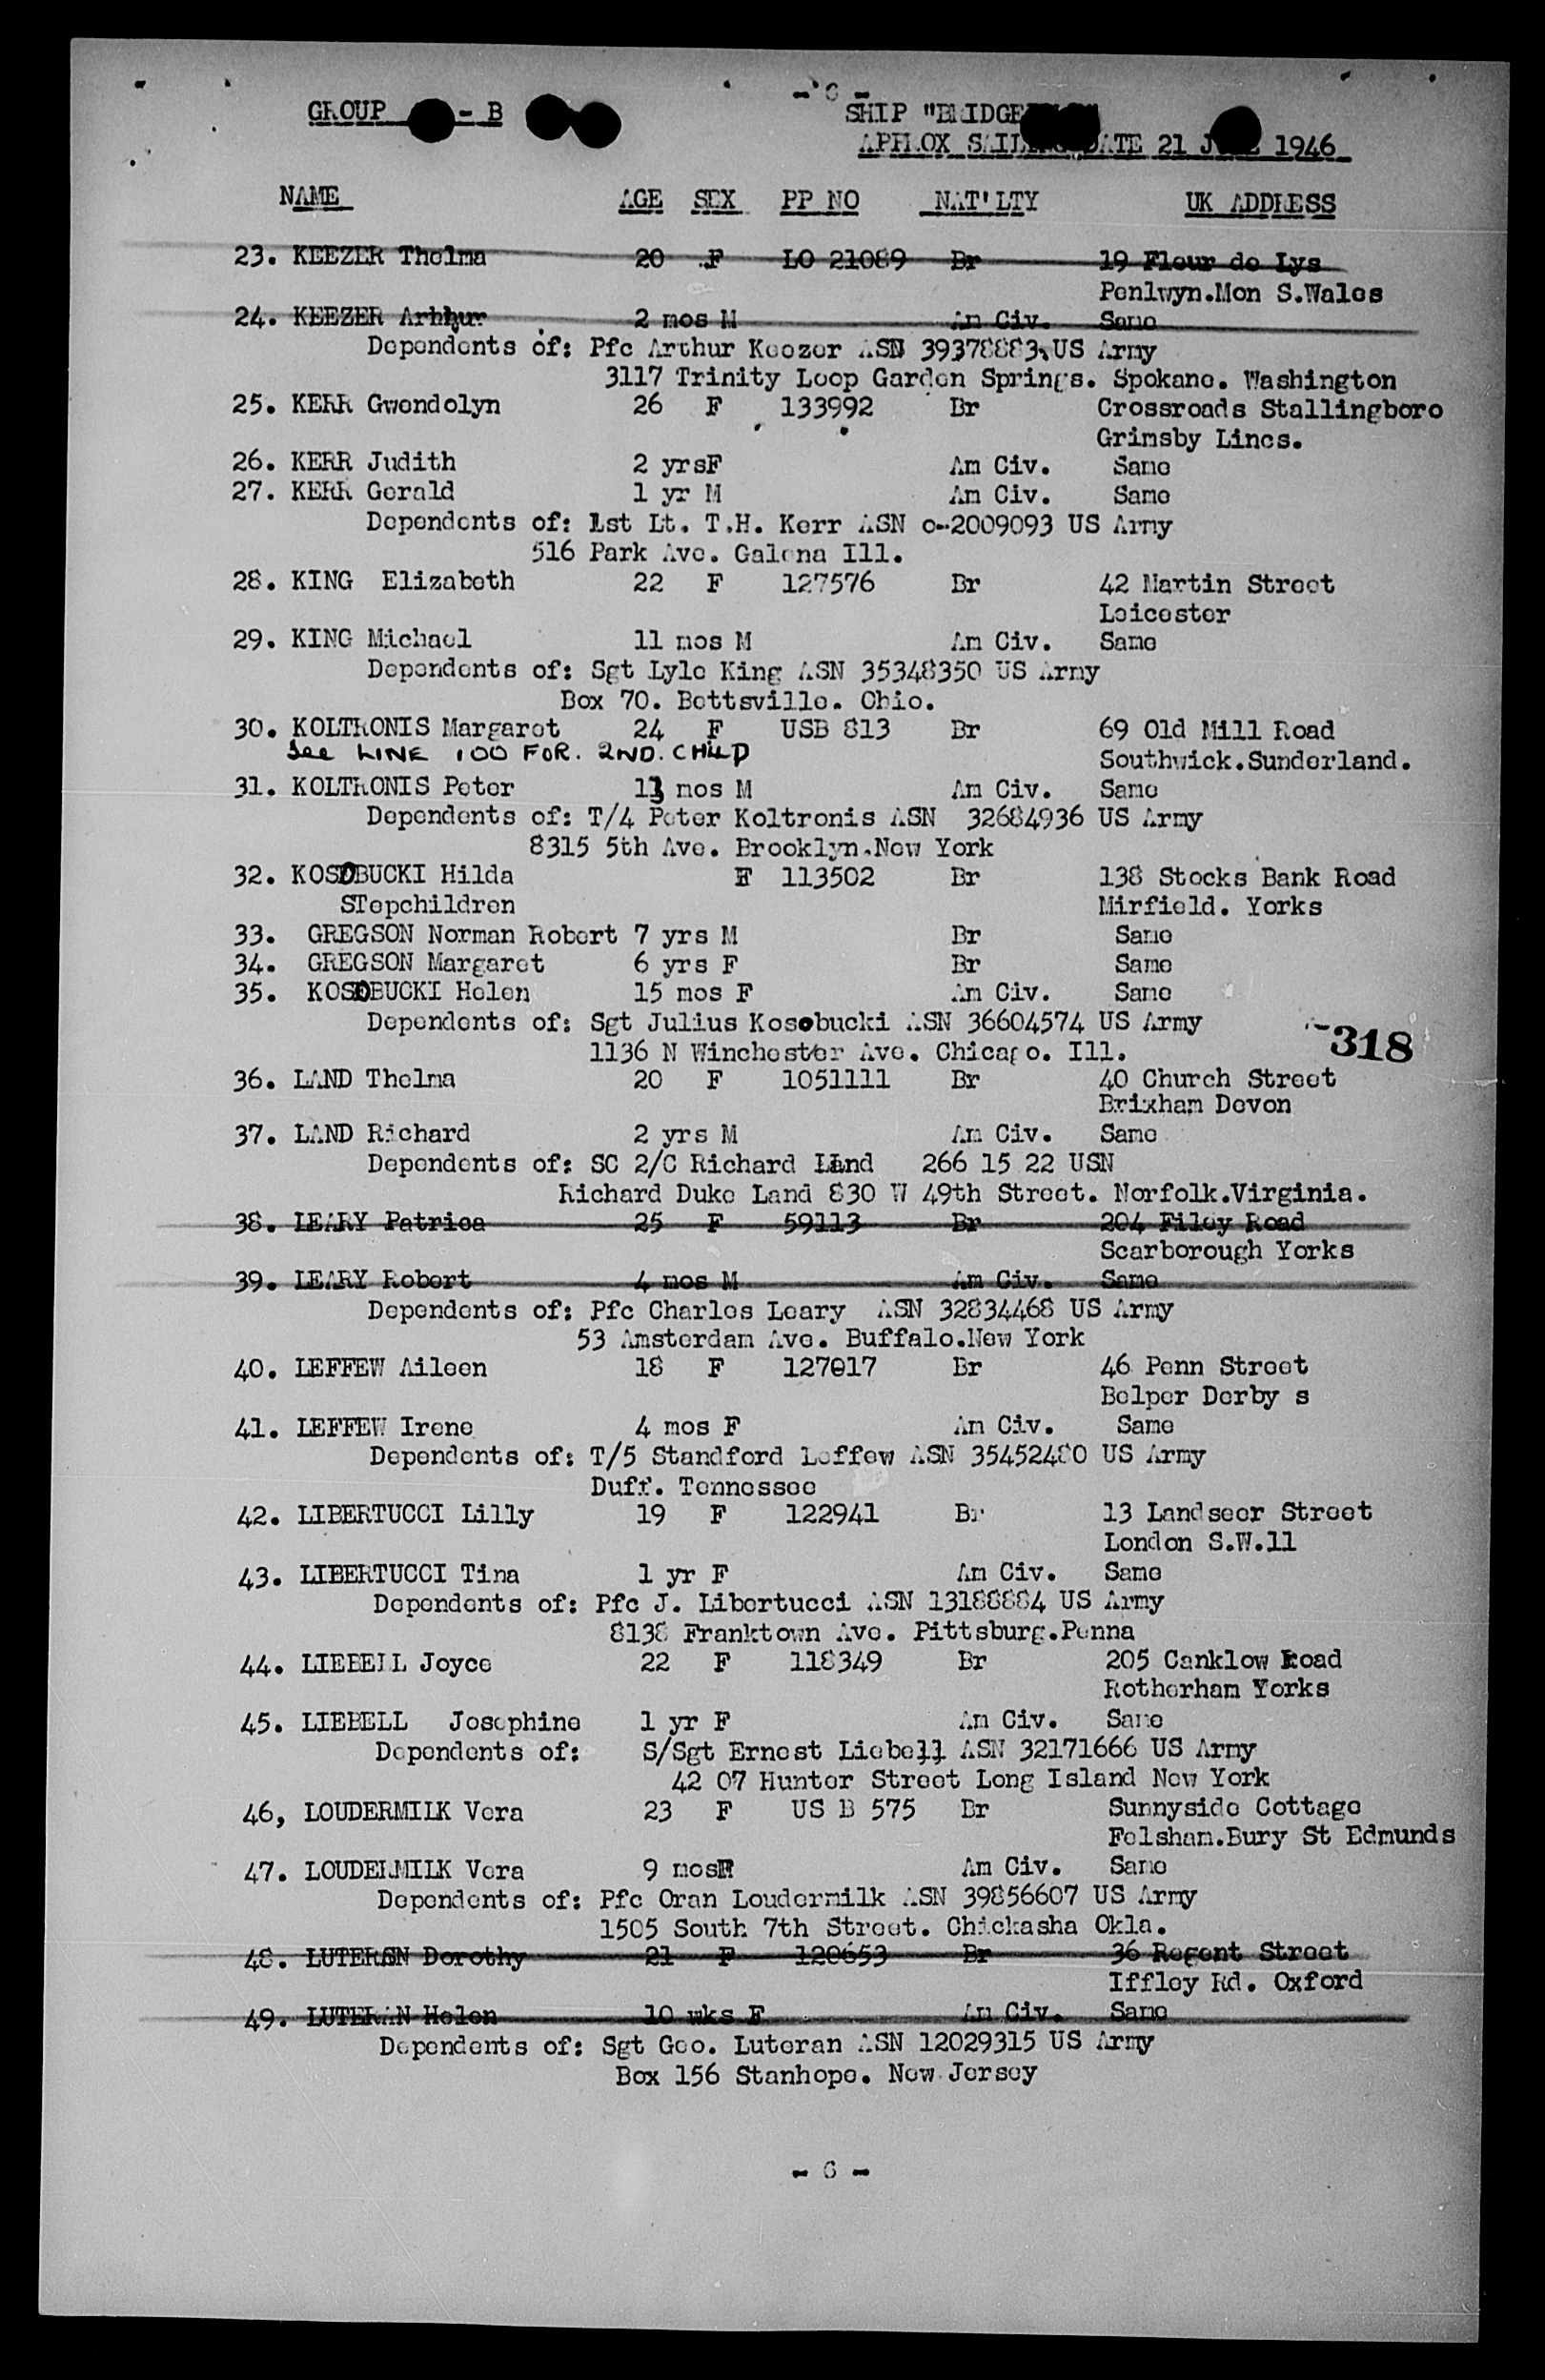 - 6 -
GROUP - B
SHIP "BRIDGE
APPROX SAILING DATE 21 J 1946
NAME AGE SEX PP NO NAT'LTY UK ADDRESS
23. KEEZER Thelma 20 F LO 21089 Br 19 Fleur de Lys
Penlwyn.Mon S.Wales
24. KEEZER Arthur 2 mos M Am Civ. Same
Dependents of: Pfc Arthur Keezer ASN 39378883.US Army
3117 Trinity Loop Garden Springs. Spokane. Washington
25. KERR Gwendolyn 26 F 133992 Br Crossroads Stallingboro
Grimsby Lincs.
26. KERR Judith 2 yrsF Am Civ. Same
27. KERR Gerald 1 yr M Am Civ. Same
Dependents of: 1st Lt. T.H. Kerr ASN o-2009093 US Army
516 Park Ave. Galena Ill.
28. KING Elizabeth 22 F 127576 Br 42 Martin Street
Leicester
29. KING Michael 11 mos M Am Civ. Same
Dependents of: Sgt Lyle King ASN 35348350 US Army
Box 70. Bettsville. Ohio.
30. KOLTRONIS Margaret 24 F USB 813 Br 69 Old Mill Road
See LINE 100 FOR. 2ND. CHILD
Southwick.Sunderland.
31. KOLTRONIS Peter 13 mos M Am Civ. Same
Dependents of: T/4 Peter Koltronis ASN 32684936 US Army
8315 5th Ave. Brooklyn.New York
32. KOSOBUCKI Hilda F 113502 Br 138 Stocks Bank Road
STepchildren Mirfield. Yorks
33. GREGSON Norman Robert 7 yrs M Br Same
34. GREGSON Margaret 6 yrs F Br Same
35. KOSOBUCKI Helen 15 mos F Am Civ. Same
Dependents of: Sgt Julius Kosobucki ASN 36604574 US Army
-318
1136 N Winchester Ave. Chicago. Ill.
36. LAND Thelma 20 F 1051111 Br 40 Church Street
Brixham Devon
37. LAND Richard 2 yrs M Am Civ. Same
Dependents of: SC 2/C Richard Land 266 15 22 USN
Richard Duke Land 830 W 49th Street. Norfolk.Virginia.
38. LEARY Patrica 25 F 59113 Br 204 Filey Road
Scarborough Yorks
39. LEARY Robert 4 mos M Am Civ. Same
Dependents of: Pfc Charles Leary ASN 32834468 US Army
53 Amsterdam Ave. Buffalo.New York
40. LEFFEW Aileen 18 F 127017 Br 46 Penn Street
Belper Derby s
41. LEFFEW Irene 4 mos F Am Civ. Same
Dependents of: T/5 Standford Leffew ASN 35452480 US Army
Duff. Tennessee
42. LIBERTUCCI Lilly 19 F 122941 Br 13 Landseer Street
London S.W.11
43. LIBERTUCCI Tina 1 yr F Am Civ. Same
Dependents of: Pfc J. Libertucci ASN 13188884 US Army
8138 Franktown Ave. Pittsburg.Penna
44. LIEBELL Joyce 22 F 118349 Br 205 Canklow Road
Rotherham Yorks
45. LIEBELL Josephine 1 yr F Am Civ. Same
Dependents of: S/Sgt Ernest Liebell ASN 32171666 US Army
42 07 Hunter Street Long Island New York
46, LOUDERMILK Vera 23 F US B 575 Br Sunnyside Cottage
Felsham.Bury St Edmunds
47. LOUDERMILK Vera 9 mosF Am Civ. Same
Dependents of: Pfc Oran Loudermilk ASN 39856607 US Army
1505 South 7th Street. Chickasha Okla.
48. LUTERAN Dorothy 21 F 120653 Br 36 Regent Street
Iffley Rd. Oxford
49. LUTERAN Helen 10 wks F Am Civ. Same
Dependents of: Sgt Geo. Luteran ASN 12029315 US Army
Box 156 Stanhope. New Jersey
- 6 -